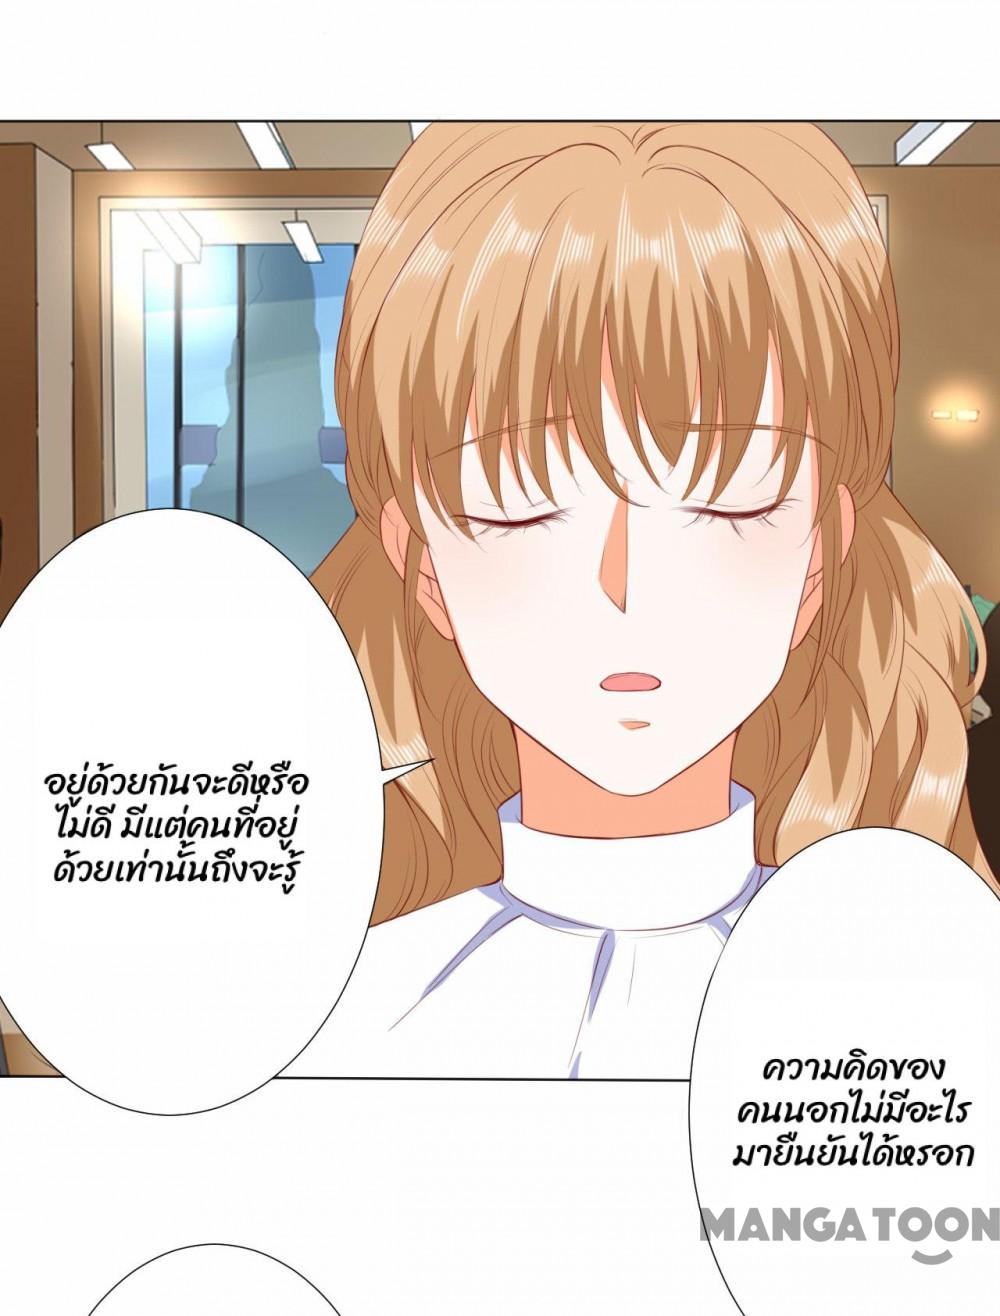 อยู่ด้วยกันจะดีหรือ
ไม่ดี มีแต่คนที่อยู่
ด้วยเท่านั้นถึงจะรู้
ความคิดของ
คนนอกไม่มีอะไร
มายืนยันได้หรอก
MANGATOON